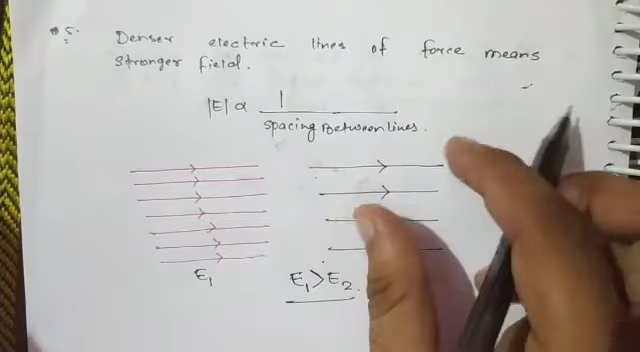 5. Denser electric lines of force means
stronger field.
|E| ∝ 1
spacing Between lines.
E₁
E₁ > E₂.